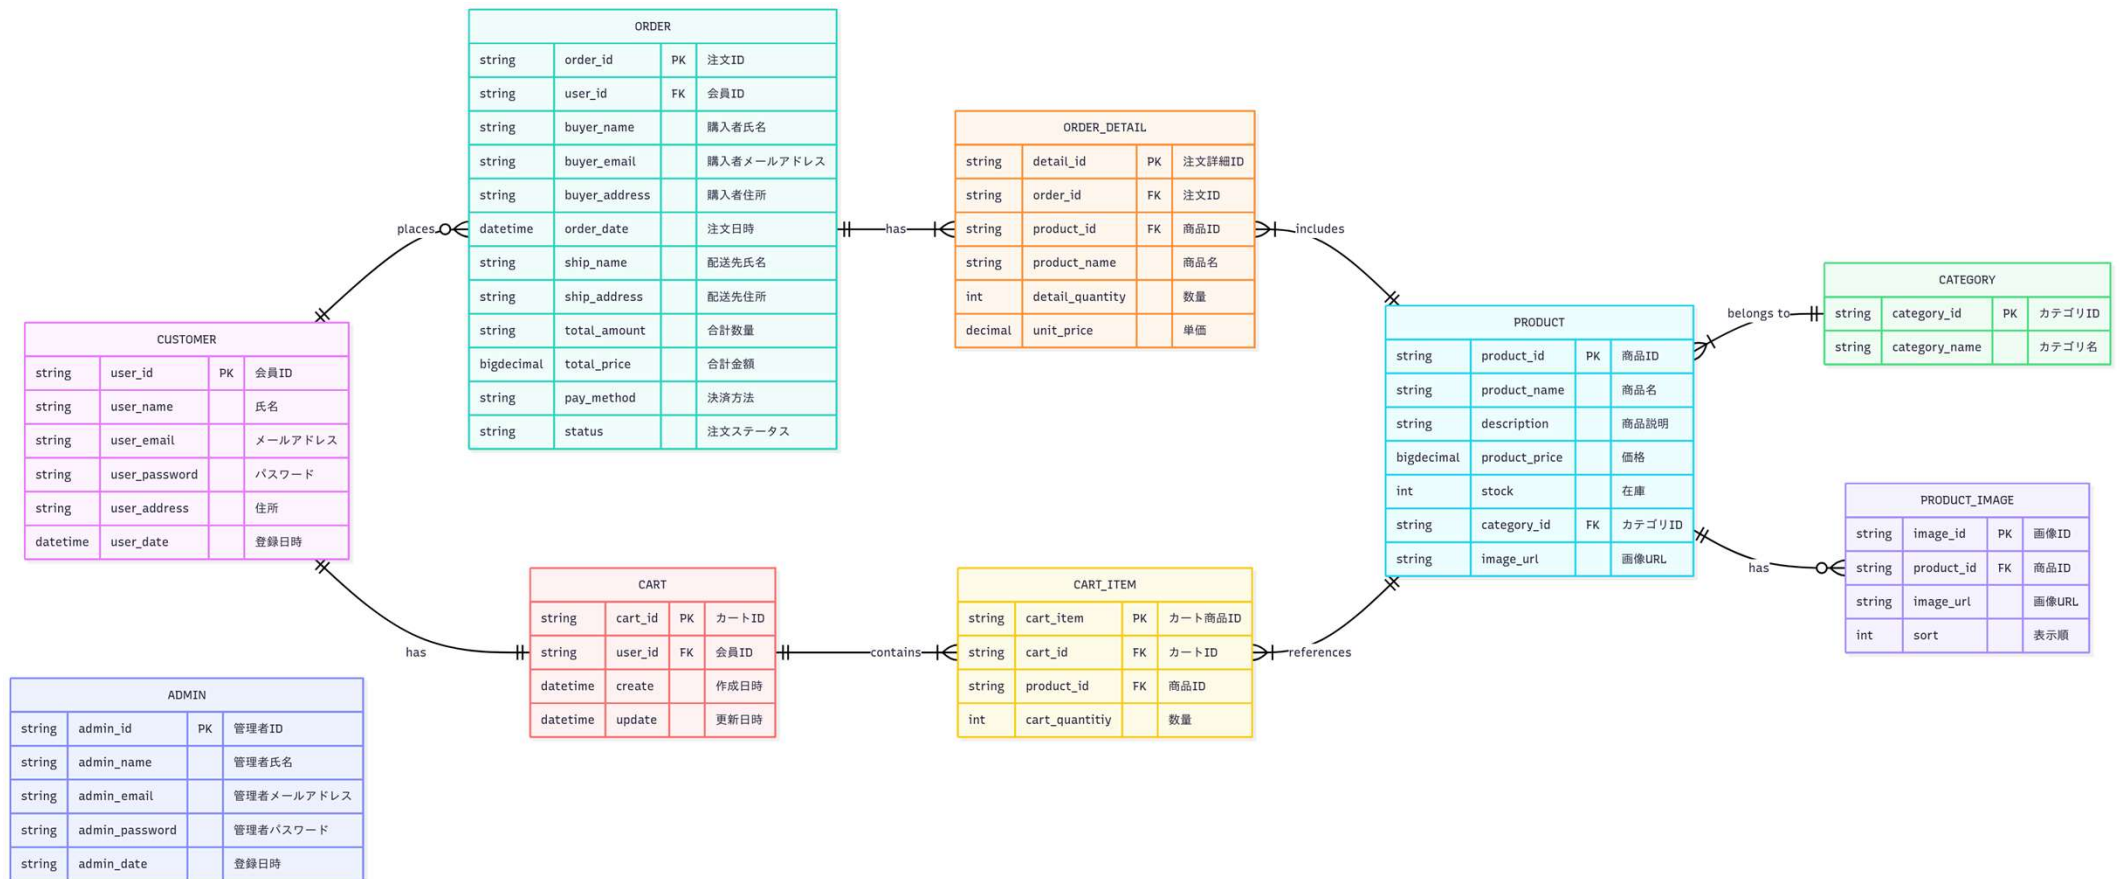 ORDER
string order_id PK 注文ID
string user_id FK 会員ID
string buyer_name 購入者氏名
string buyer_email 購入者メールアドレス
string buyer_address 購入者住所
datetime order_date 注文日時
string ship_name 配送先氏名
string ship_address 配送先住所
string total_amount 合計数量
bigdecimal total_price 合計金額
string pay_method 決済方法
string status 注文ステータス
places
has
ORDER_DETAIL
string detail_id PK 注文詳細ID
string order_id FK 注文ID
string product_id FK 商品ID
string product_name 商品名
int detail_quantity 数量
decimal unit_price 単価
includes
CUSTOMER
string user_id PK 会員ID
string user_name 氏名
string user_email メールアドレス
string user_password パスワード
string user_address 住所
datetime user_date 登録日時
has
PRODUCT
string product_id PK 商品ID
string product_name 商品名
string description 商品説明
bigdecimal product_price 価格
int stock 在庫
string category_id FK カテゴリID
string image_url 画像URL
belongs to
CATEGORY
string category_id PK カテゴリID
string category_name カテゴリ名
has
PRODUCT_IMAGE
string image_id PK 画像ID
string product_id FK 商品ID
string image_url 画像URL
int sort 表示順
CART
string cart_id PK カートID
string user_id FK 会員ID
datetime create 作成日時
datetime update 更新日時
contains
CART_ITEM
string cart_item PK カート商品ID
string cart_id FK カートID
string product_id FK 商品ID
int cart_quantitiy 数量
references
ADMIN
string admin_id PK 管理者ID
string admin_name 管理者氏名
string admin_email 管理者メールアドレス
string admin_password 管理者パスワード
string admin_date 登録日時